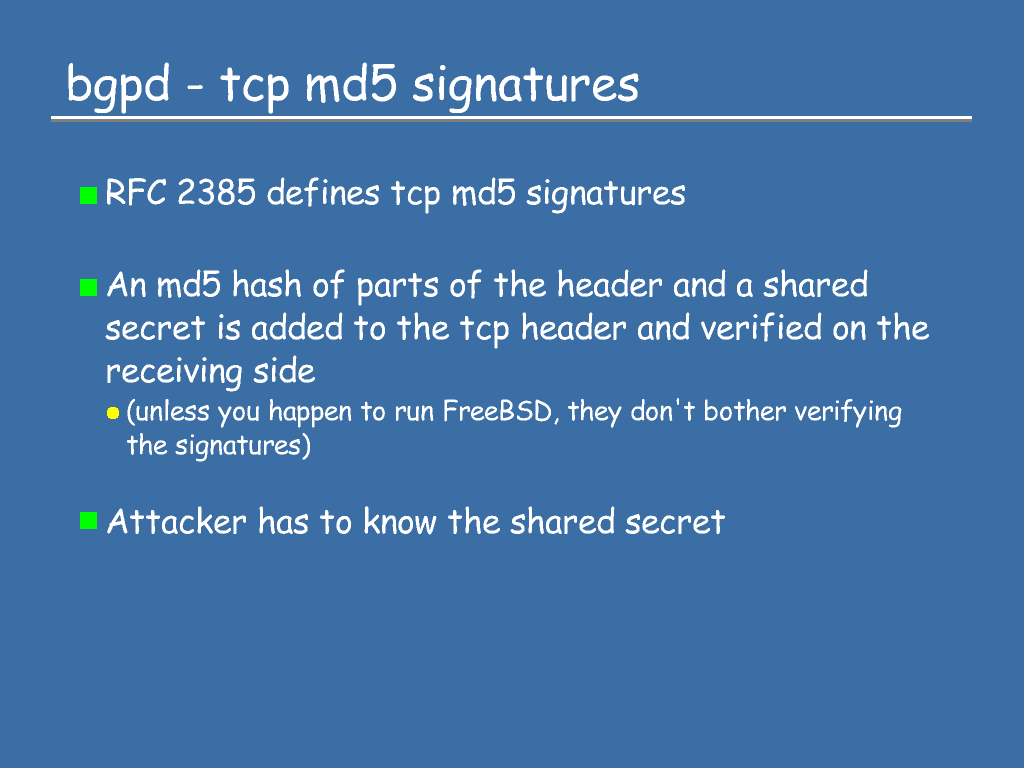 bgpd - tcp md5 signatures
RFC 2385 defines tcp md5 signatures
An md5 hash of parts of the header and a shared
secret is added to the tcp header and verified on the
receiving side
(unless you happen to run FreeBSD, they don't bother verifying
the signatures)
Attacker has to know the shared secret